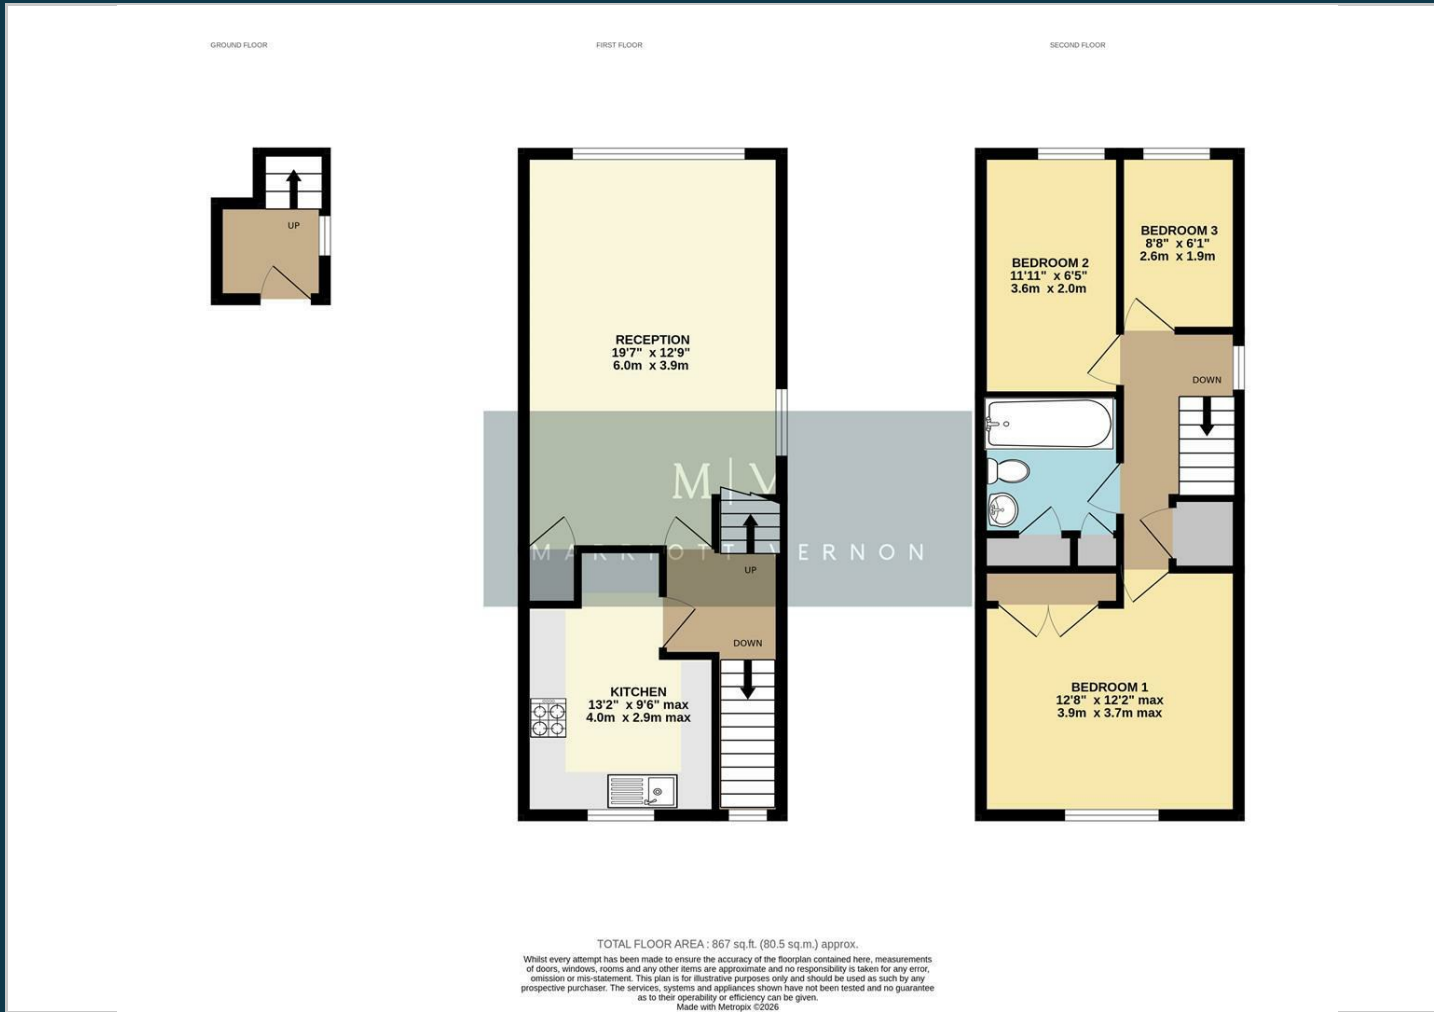 GROUND FLOOR
FIRST FLOOR
SECOND FLOOR
UP
RECEPTION
19'7" x 12'9"
6.0m x 3.9m
M|V
MARRIOTT VERNON
UP
DOWN
KITCHEN
13'2" x 9'6" max
4.0m x 2.9m max
BEDROOM 2
11'11" x 6'5"
3.6m x 2.0m
BEDROOM 3
8'8" x 6'1"
2.6m x 1.9m
DOWN
BEDROOM 1
12'8" x 12'2" max
3.9m x 3.7m max
TOTAL FLOOR AREA : 867 sq.ft. (80.5 sq.m.) approx.
Whilst every attempt has been made to ensure the accuracy of the floorplan contained here, measurements
of doors, windows, rooms and any other items are approximate and no responsibility is taken for any error,
omission or mis-statement. This plan is for illustrative purposes only and should be used as such by any
prospective purchaser. The services, systems and appliances shown have not been tested and no guarantee
as to their operability or efficiency can be given.
Made with Metropix ©2026